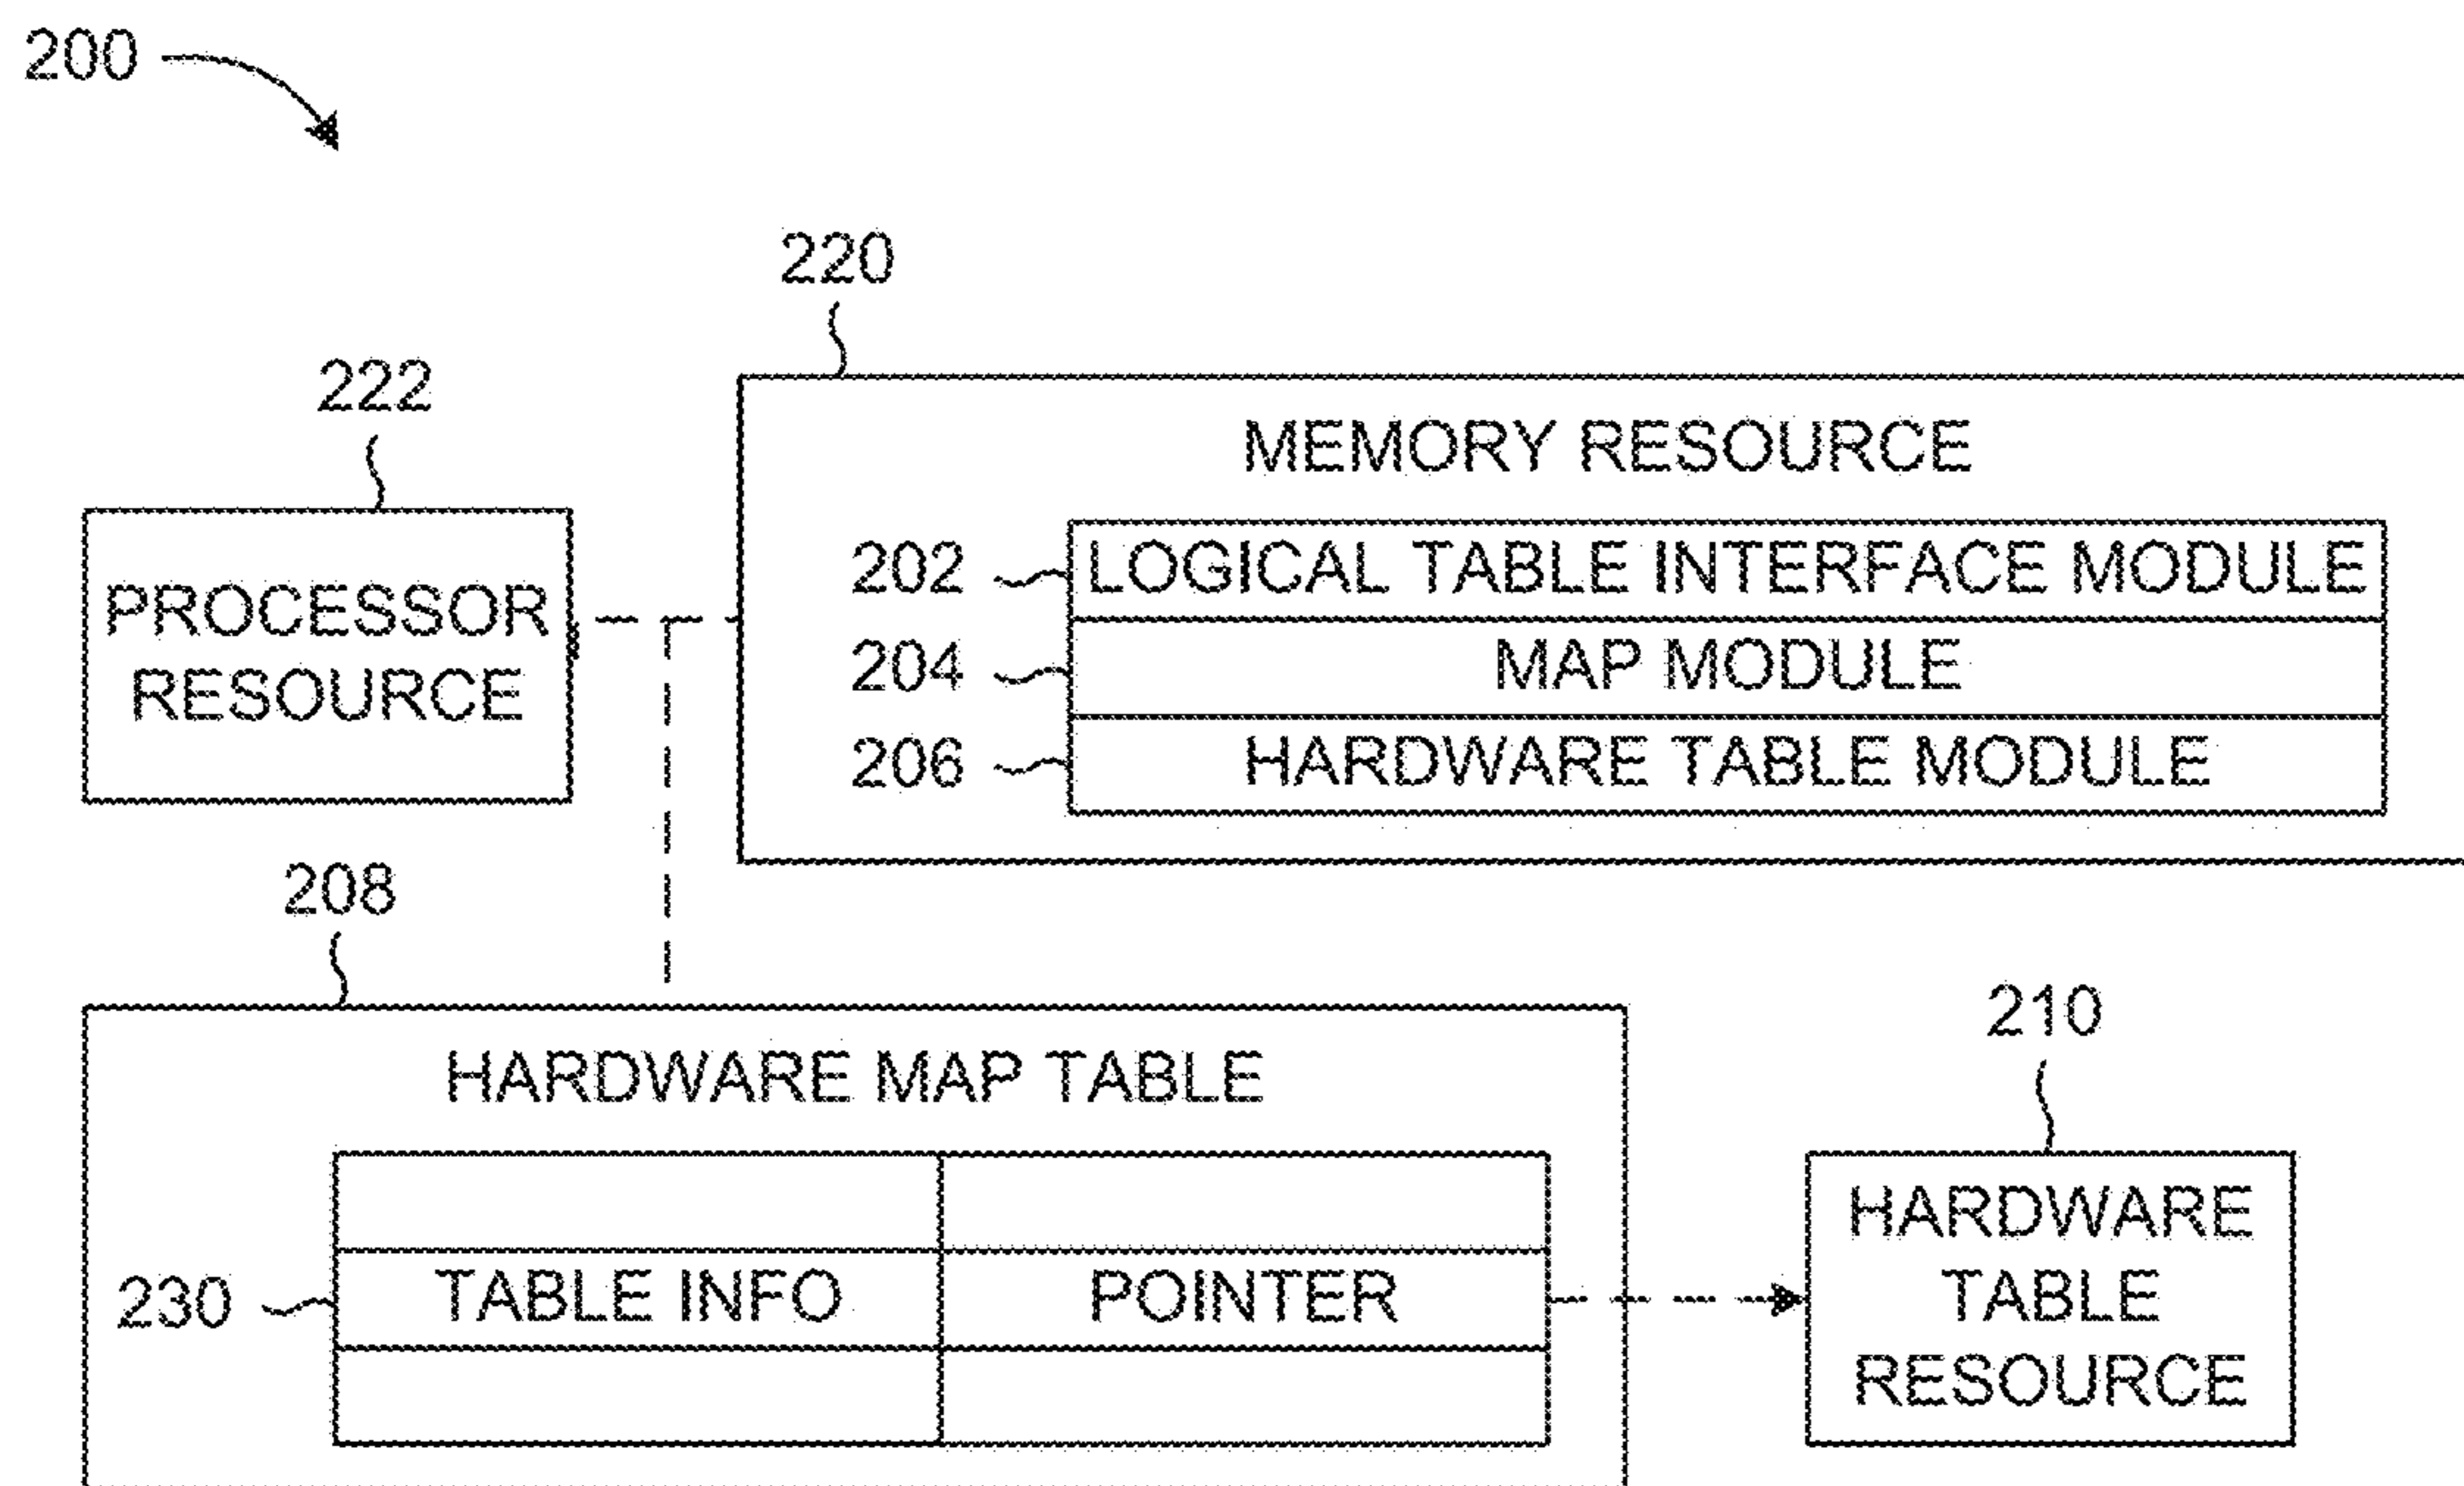 200
220
222
MEMORY RESOURCE
PROCESSOR
RESOURCE
202 LOGICAL TABLE INTERFACE MODULE
204 MAP MODULE
206 HARDWARE TABLE MODULE
208
210
HARDWARE MAP TABLE
230 TABLE INFO POINTER
HARDWARE
TABLE
RESOURCE